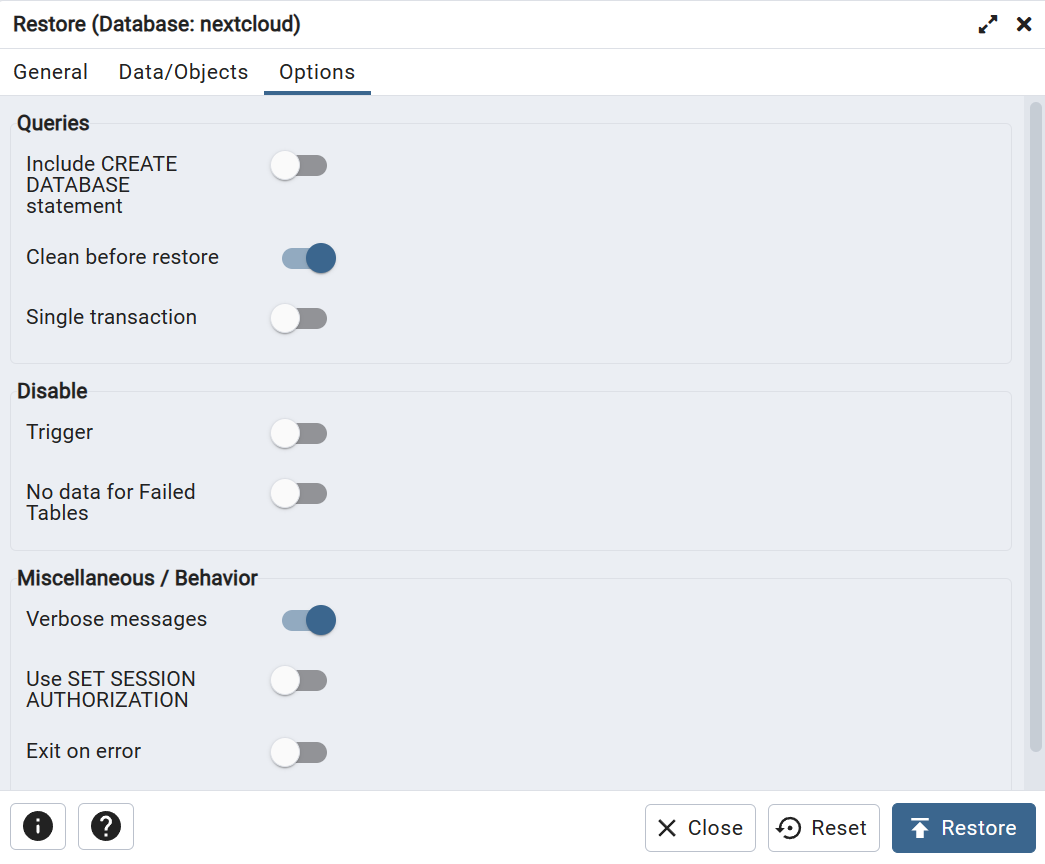 Restore (Database: nextcloud)
General Data/Objects Options
Queries
Include CREATE
DATABASE
statement
Clean before restore
Single transaction
Disable
Trigger
No data for Failed
Tables
Miscellaneous / Behavior
Verbose messages
Use SET SESSION
AUTHORIZATION
Exit on error
Close Reset Restore